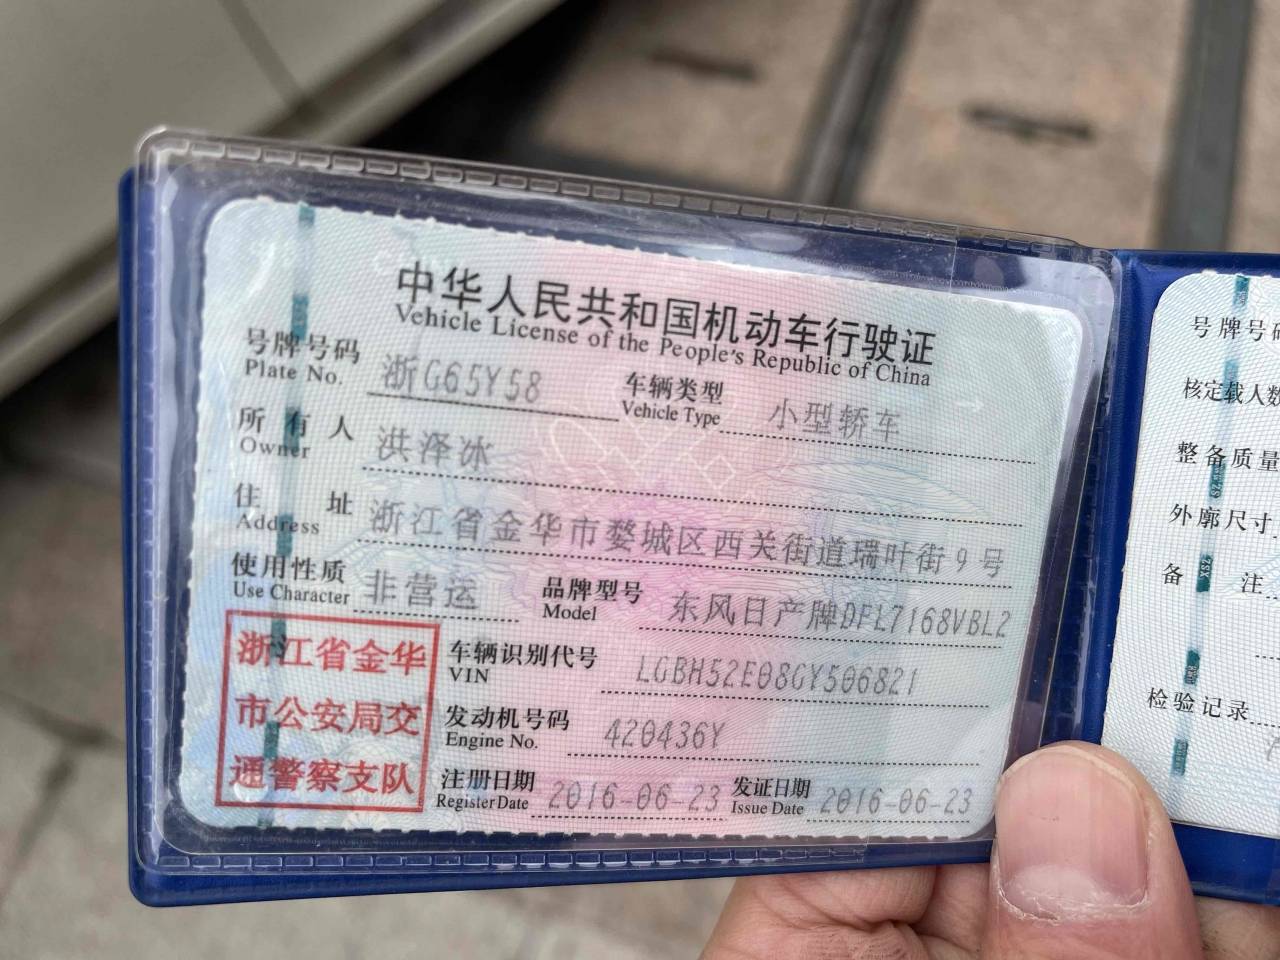 中华人民共和国机动车行驶证
Vehicle License of the People's Republic of China
号牌号码 浙G65Y58 车辆类型 小型轿车
Plate No. Vehicle Type
所有人 洪泽冰
Owner
住址 浙江省金华市婺城区西关街道瑞叶街9号
Address
使用性质 非营运 品牌型号 东风日产牌DFL7168VBL2
Use Character Model
浙江省金华
市公安局交
通警察支队
车辆识别代号 LGBH52E08GY506821
VIN
发动机号码 420436Y
Engine No.
注册日期 2016-06-23 发证日期 2016-06-23
Register Date Issue Date
号牌号码
核定载人数
整备质量
外廓尺寸
备注
检验记录